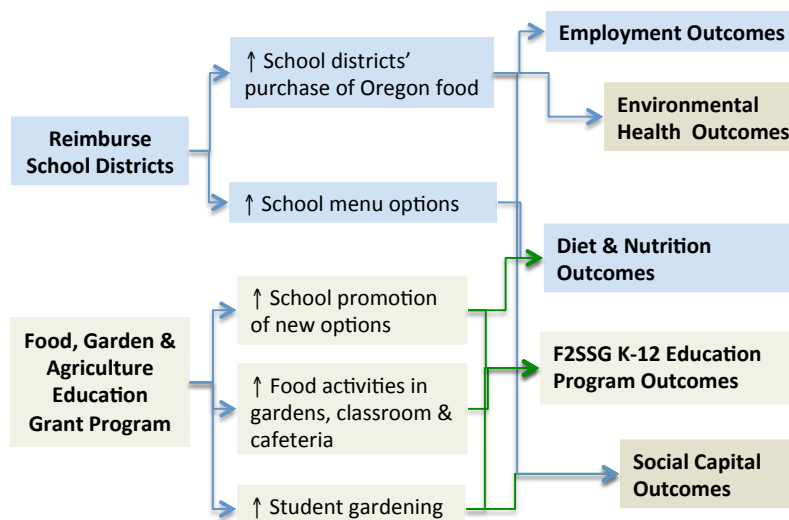 Reimburse
School Districts
Food, Garden &
Agriculture
Education
Grant Program
↑ School districts’
purchase of Oregon food
↑ School menu options
↑ School promotion
of new options
↑ Food activities in
gardens, classroom &
cafeteria
↑ Student gardening
Employment Outcomes
Environmental
Health Outcomes
Diet & Nutrition
Outcomes
F2SSG K-12 Education
Program Outcomes
Social Capital
Outcomes